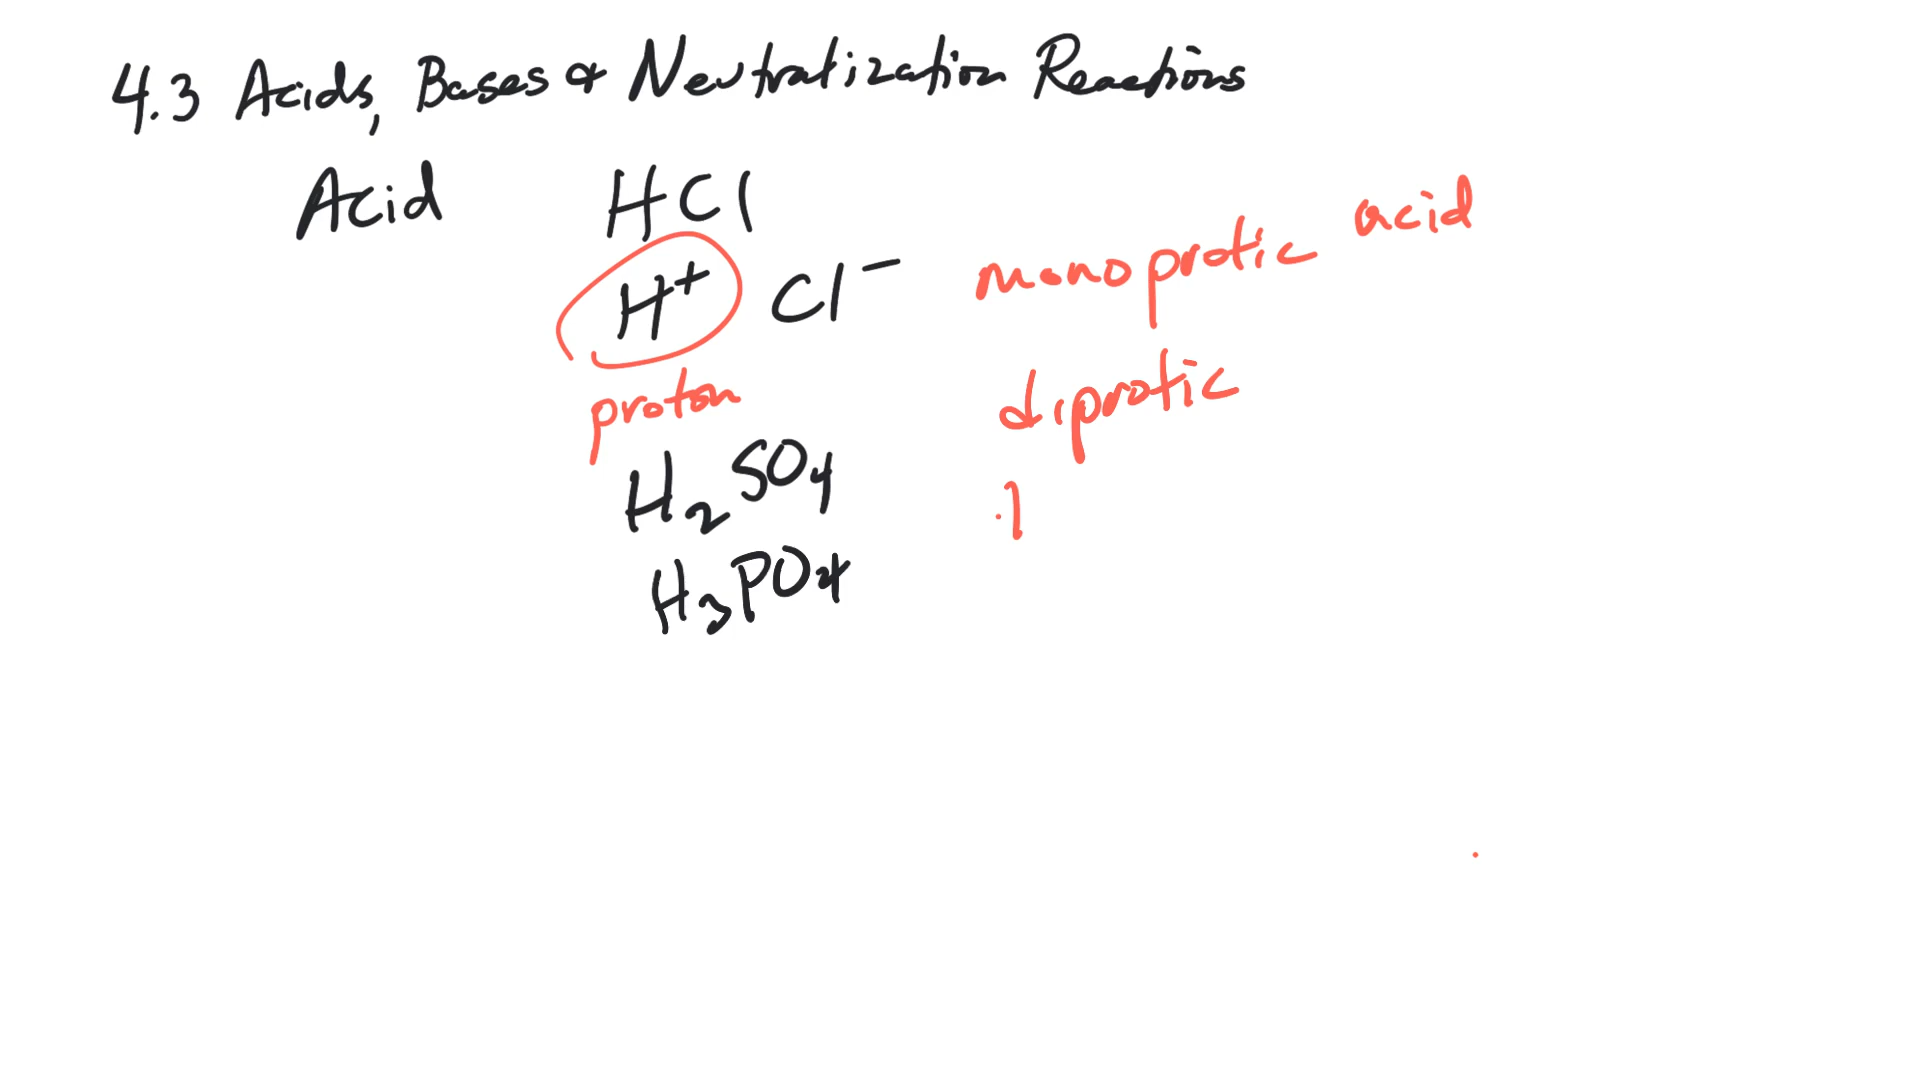 4.3 Acids, Bases & Neutralization Reactions
Acid HCl
H⁺ Cl⁻ monoprotic acid
proton diprotic
H₂SO₄
H₃PO₄